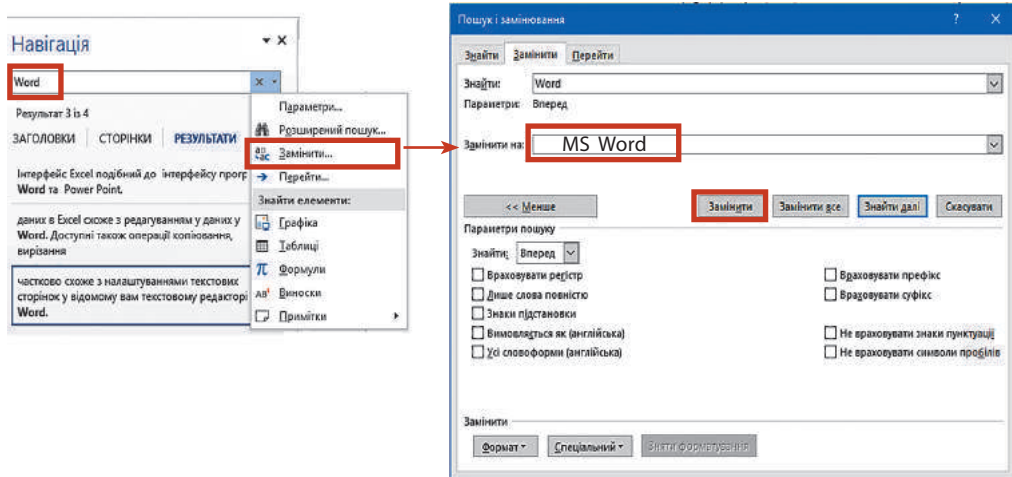 Навігація
Word
Результат 3 із 4
ЗАГОЛОВКИ СТОРІНКИ РЕЗУЛЬТАТИ
Інтерфейс Excel подібний до інтерфейсу прогр
Word та Power Point.
даних в Excel схоже з редагуванням у даних у
Word. Доступні також операції копіювання,
вирізання
частково схоже з налаштуваннями текстових
сторінок у відомому вам текстовому редакторі
Word.
Параметри...
Розширений пошук...
Замінити...
Перейти...
Знайти елементи:
Графіка
Таблиці
Формули
Виноски
Примітки
Пошук і замінювання
Знайти Замінити Перейти
Знайти: Word
Параметри: Вперед
Замінити на: MS Word
<< Менше Замінити Замінити все Знайти далі Скасувати
Параметри пошуку
Знайти: Вперед
Враховувати регістр
Лише слова повністю
Знаки підстановки
Вимовляється як (англійська)
Усі словоформи (англійська)
Враховувати префікс
Враховувати суфікс
Не враховувати знаки пунктуації
Не враховувати символи пробілів
Замінити
Формат Спеціальний Зняти форматування